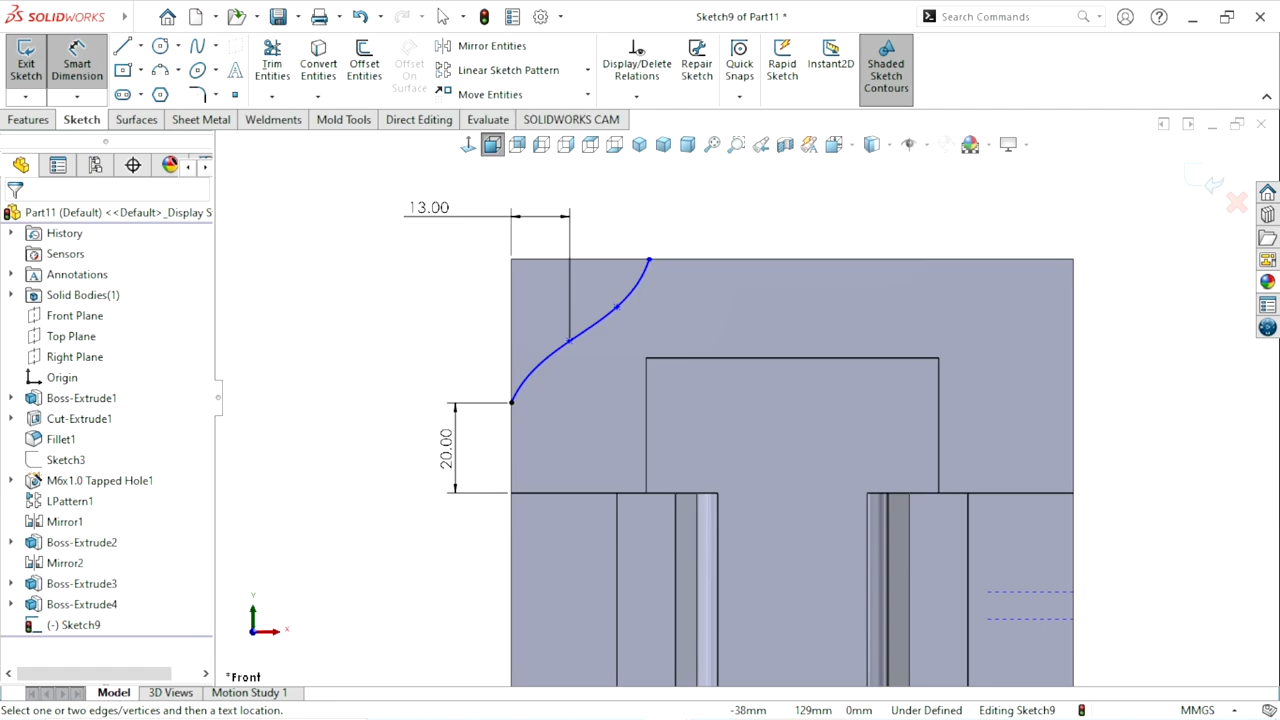 SOLIDWORKS
Sketch9 of Part11 *
Search Commands
Exit Sketch
Smart Dimension
Trim Entities
Convert Entities
Offset Entities
Offset On Surface
Mirror Entities
Linear Sketch Pattern
Move Entities
Display/Delete Relations
Repair Sketch
Quick Snaps
Rapid Sketch
Instant2D
Shaded Sketch Contours
Features
Sketch
Surfaces
Sheet Metal
Weldments
Mold Tools
Direct Editing
Evaluate
SOLIDWORKS CAM
Part11 (Default) <<Default>_Display S
History
Sensors
Annotations
Solid Bodies(1)
Front Plane
Top Plane
Right Plane
Origin
Boss-Extrude1
Cut-Extrude1
Fillet1
Sketch3
M6x1.0 Tapped Hole1
LPattern1
Mirror1
Boss-Extrude2
Mirror2
Boss-Extrude3
Boss-Extrude4
(-) Sketch9
13.00
20.00
Y
X
*Front
Model
3D Views
Motion Study 1
Select one or two edges/vertices and then a text location.
-38mm
129mm
0mm
Under Defined
Editing Sketch9
MMGS